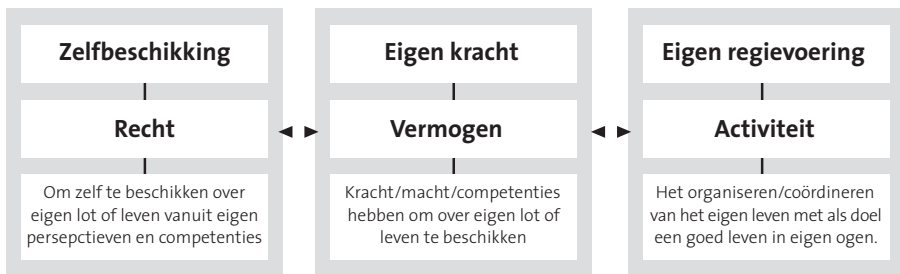 Zelfbeschikking
Recht
Om zelf te beschikken over
eigen lot of leven vanuit eigen
persepctieven en competenties
Eigen kracht
Vermogen
Kracht/macht/competenties
hebben om over eigen lot of
leven te beschikken
Eigen regievoering
Activiteit
Het organiseren/coördineren
van het eigen leven met als doel
een goed leven in eigen ogen.